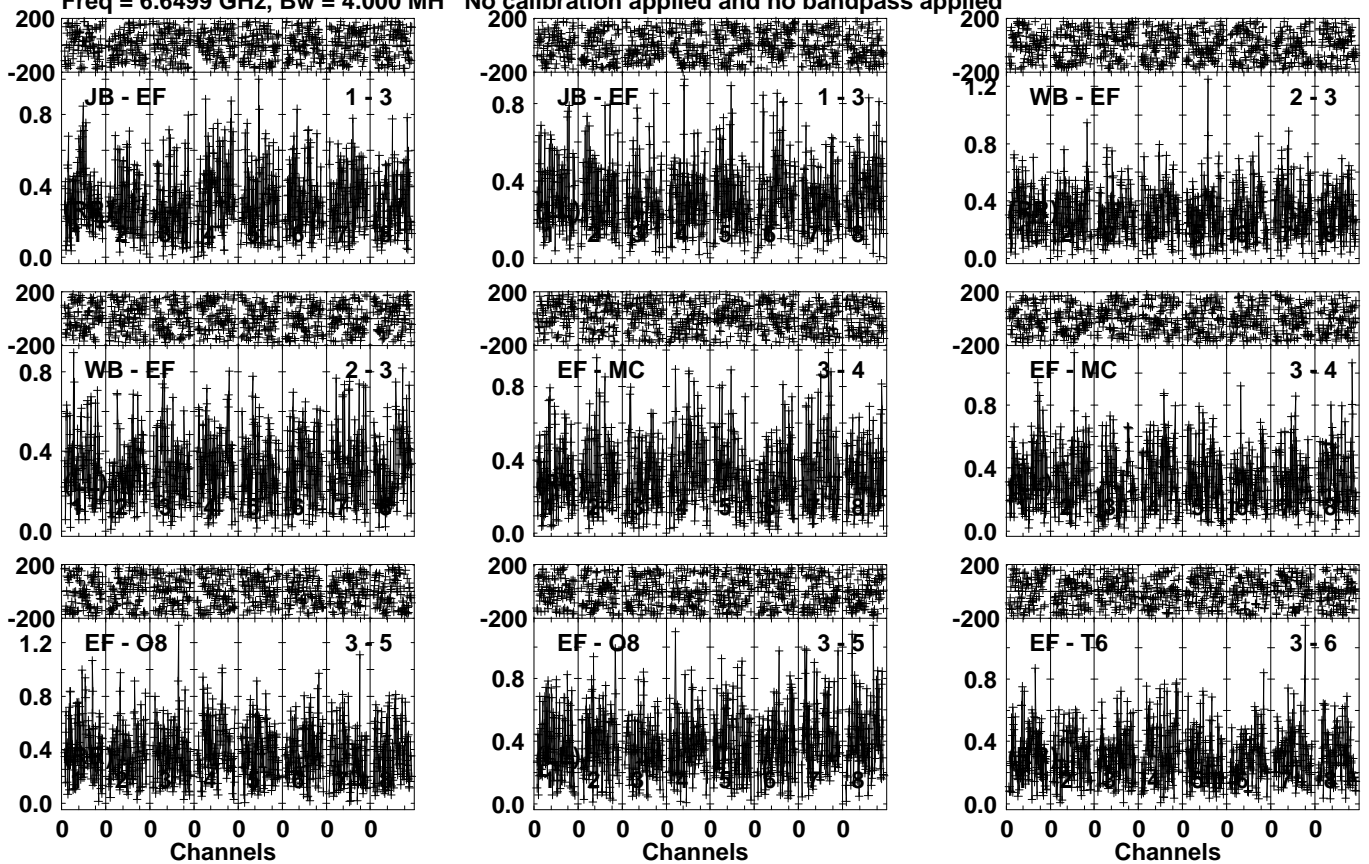 Freq = 6.6499 GHz, Bw = 4.000 MH No calibration applied and no bandpass applied
200 200 200
-200 -200 -200
JB - EF 1 - 3 JB - EF 1 - 3 WB - EF 2 - 3
0.8 0.8 1.2
0.4 0.4 0.8
0.0 0.0 0.4
0.0
200 200 200
-200 -200 -200
WB - EF 2 - 3 EF - MC 3 - 4 EF - MC 3 - 4
0.8 0.8 0.8
0.4 0.4 0.4
0.0 0.0 0.0
200 200 200
-200 -200 -200
EF - O8 3 - 5 EF - O8 3 - 5 EF - T6 3 - 6
1.2 0.8 0.8
0.8 0.4 0.4
0.4 0.0 0.0
0.0
0 0 0 0 0 0 0 0 0 0 0 0 0 0 0 0 0 0 0 0 0 0 0 0
Channels Channels Channels